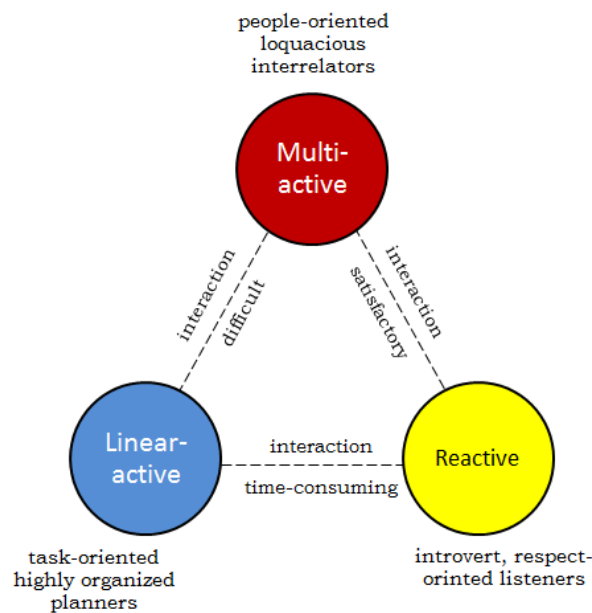 people-oriented
loquacious
interrelators
Multi-
active
interaction
difficult
interaction
satisfactory
Linear-
active
interaction
time-consuming
Reactive
task-oriented
highly organized
planners
introvert, respect-
orinted listeners